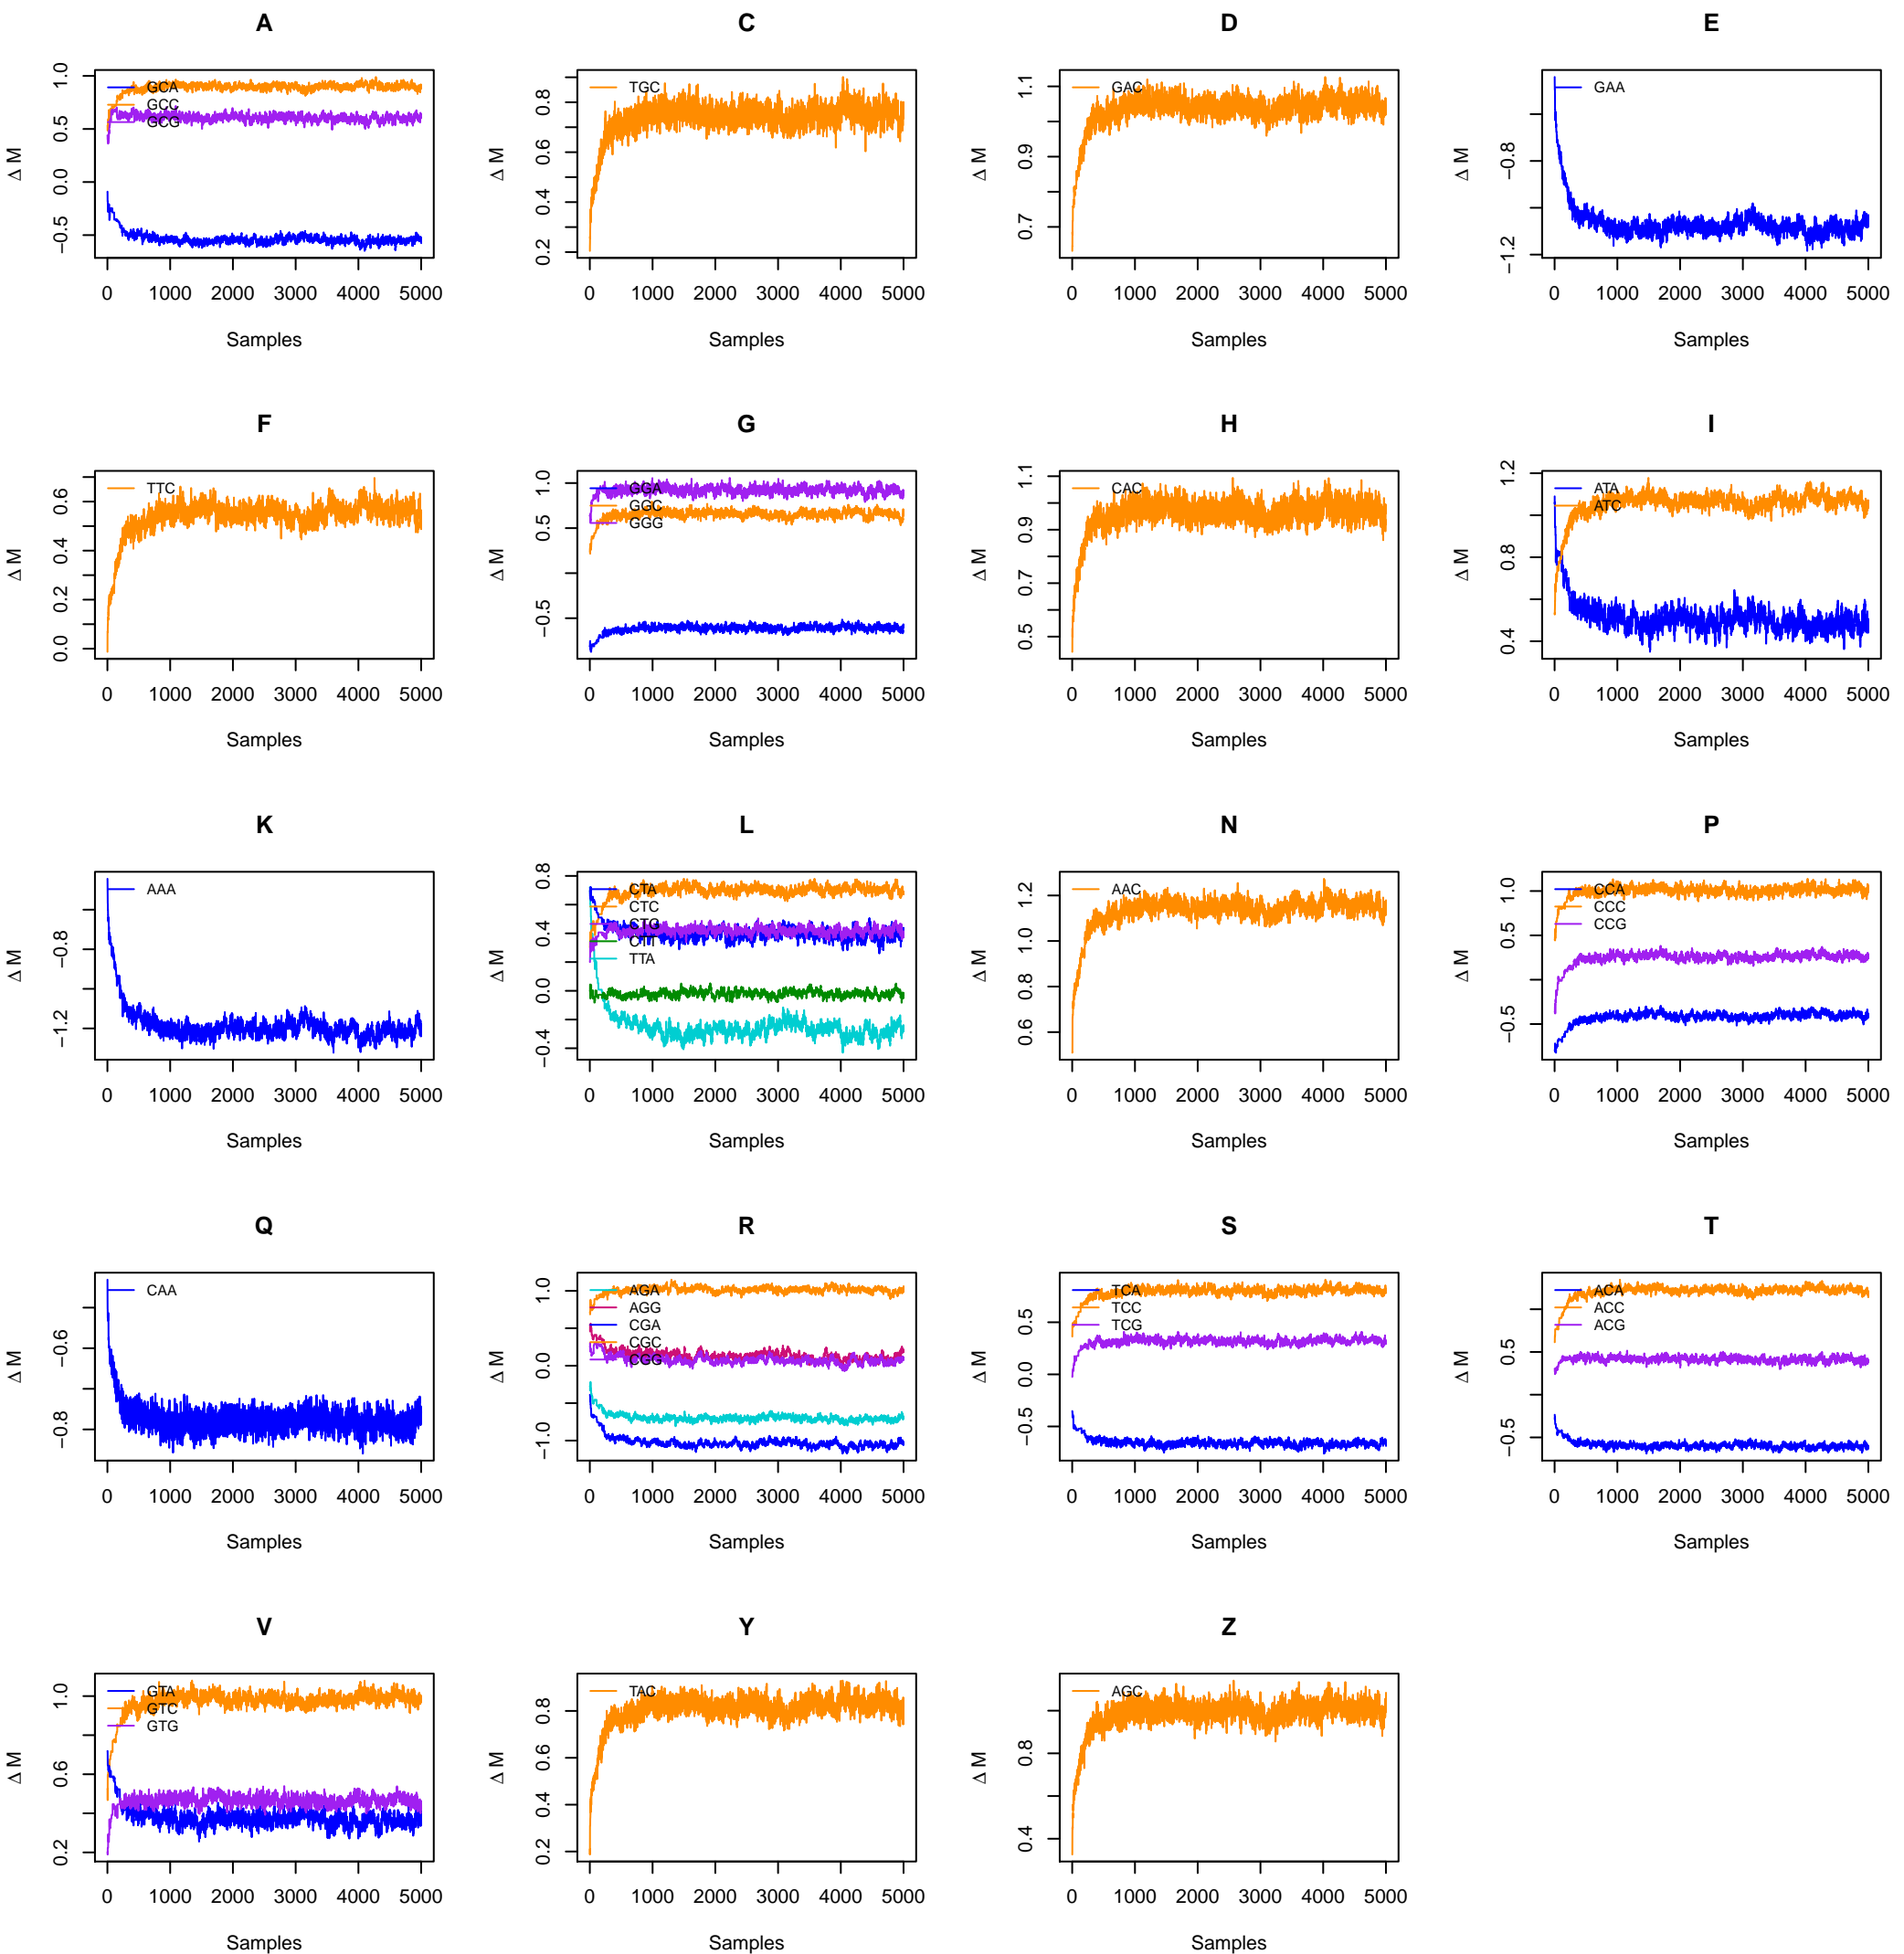 A
GCA
GCC
GCG
1.0
0.5
0.0
−0.5
Δ M
0 1000 2000 3000 4000 5000
Samples
C
TGC
0.8
0.6
0.4
0.2
Δ M
0 1000 2000 3000 4000 5000
Samples
D
GAC
1.1
0.9
0.7
Δ M
0 1000 2000 3000 4000 5000
Samples
E
GAA
−0.8
−1.2
Δ M
0 1000 2000 3000 4000 5000
Samples
F
TTC
0.6
0.4
0.2
0.0
Δ M
0 1000 2000 3000 4000 5000
Samples
G
GGA
GGC
GGG
1.0
0.5
−0.5
Δ M
0 1000 2000 3000 4000 5000
Samples
H
CAC
1.1
0.9
0.7
0.5
Δ M
0 1000 2000 3000 4000 5000
Samples
I
ATA
ATC
1.2
0.8
0.4
Δ M
0 1000 2000 3000 4000 5000
Samples
K
AAA
−0.8
−1.2
Δ M
0 1000 2000 3000 4000 5000
Samples
L
CTA
CTC
CTG
CTT
TTA
0.8
0.4
0.0
−0.4
Δ M
0 1000 2000 3000 4000 5000
Samples
N
AAC
1.2
1.0
0.8
0.6
Δ M
0 1000 2000 3000 4000 5000
Samples
P
CCA
CCC
CCG
1.0
0.5
−0.5
Δ M
0 1000 2000 3000 4000 5000
Samples
Q
CAA
−0.6
−0.8
Δ M
0 1000 2000 3000 4000 5000
Samples
R
AGA
AGG
CGA
CGC
CGG
1.0
0.0
−1.0
Δ M
0 1000 2000 3000 4000 5000
Samples
S
TCA
TCC
TCG
0.5
0.0
−0.5
Δ M
0 1000 2000 3000 4000 5000
Samples
T
ACA
ACC
ACG
0.5
−0.5
Δ M
0 1000 2000 3000 4000 5000
Samples
V
GTA
GTC
GTG
1.0
0.6
0.2
Δ M
0 1000 2000 3000 4000 5000
Samples
Y
TAC
0.8
0.6
0.4
0.2
Δ M
0 1000 2000 3000 4000 5000
Samples
Z
AGC
0.8
0.4
Δ M
0 1000 2000 3000 4000 5000
Samples